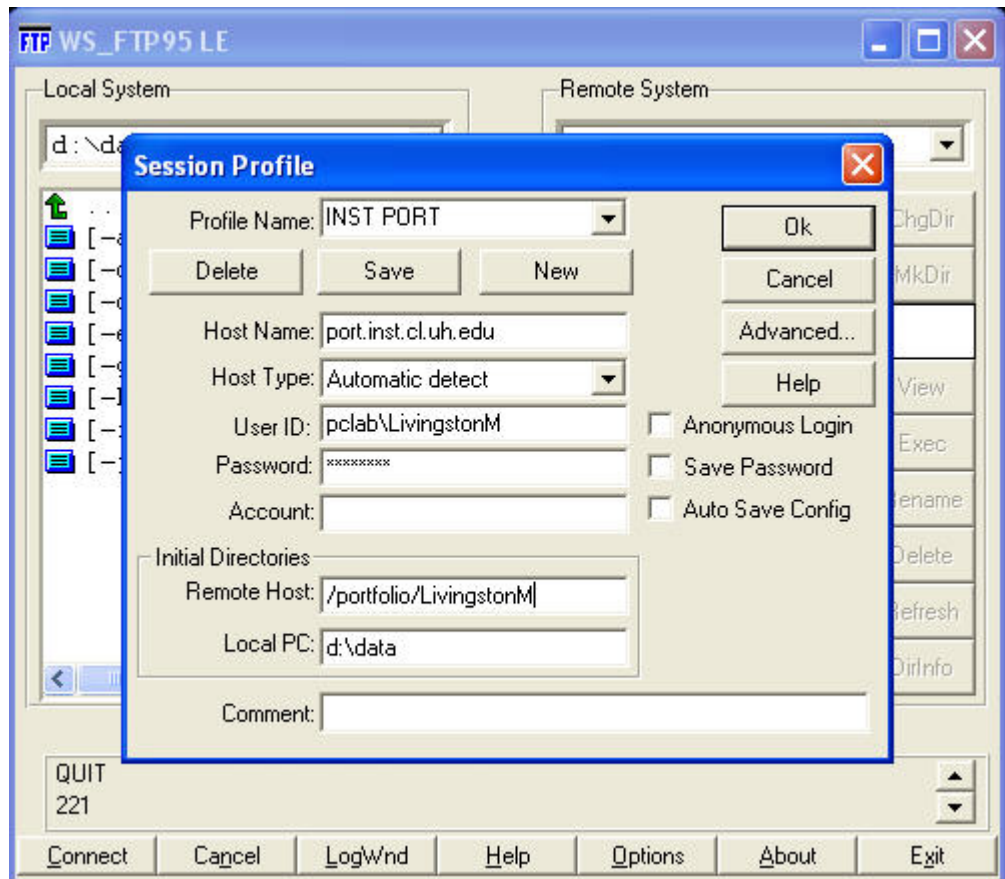 FTP WS_FTP95 LE
Local System
Remote System
d:\da
Session Profile
Profile Name: INST PORT
Ok
ChgDir
Delete
Save
New
Cancel
MkDir
Host Name: port.inst.cl.uh.edu
Advanced...
Host Type: Automatic detect
Help
View
User ID: pclab\LivingstonM
Anonymous Login
Exec
Password: ********
Save Password
Account:
Auto Save Config
ename
Initial Directories
Delete
Remote Host: /portfolio/LivingstonM
efresh
Local PC: d:\data
DirInfo
Comment:
QUIT
221
Connect
Cancel
LogWnd
Help
Options
About
Exit